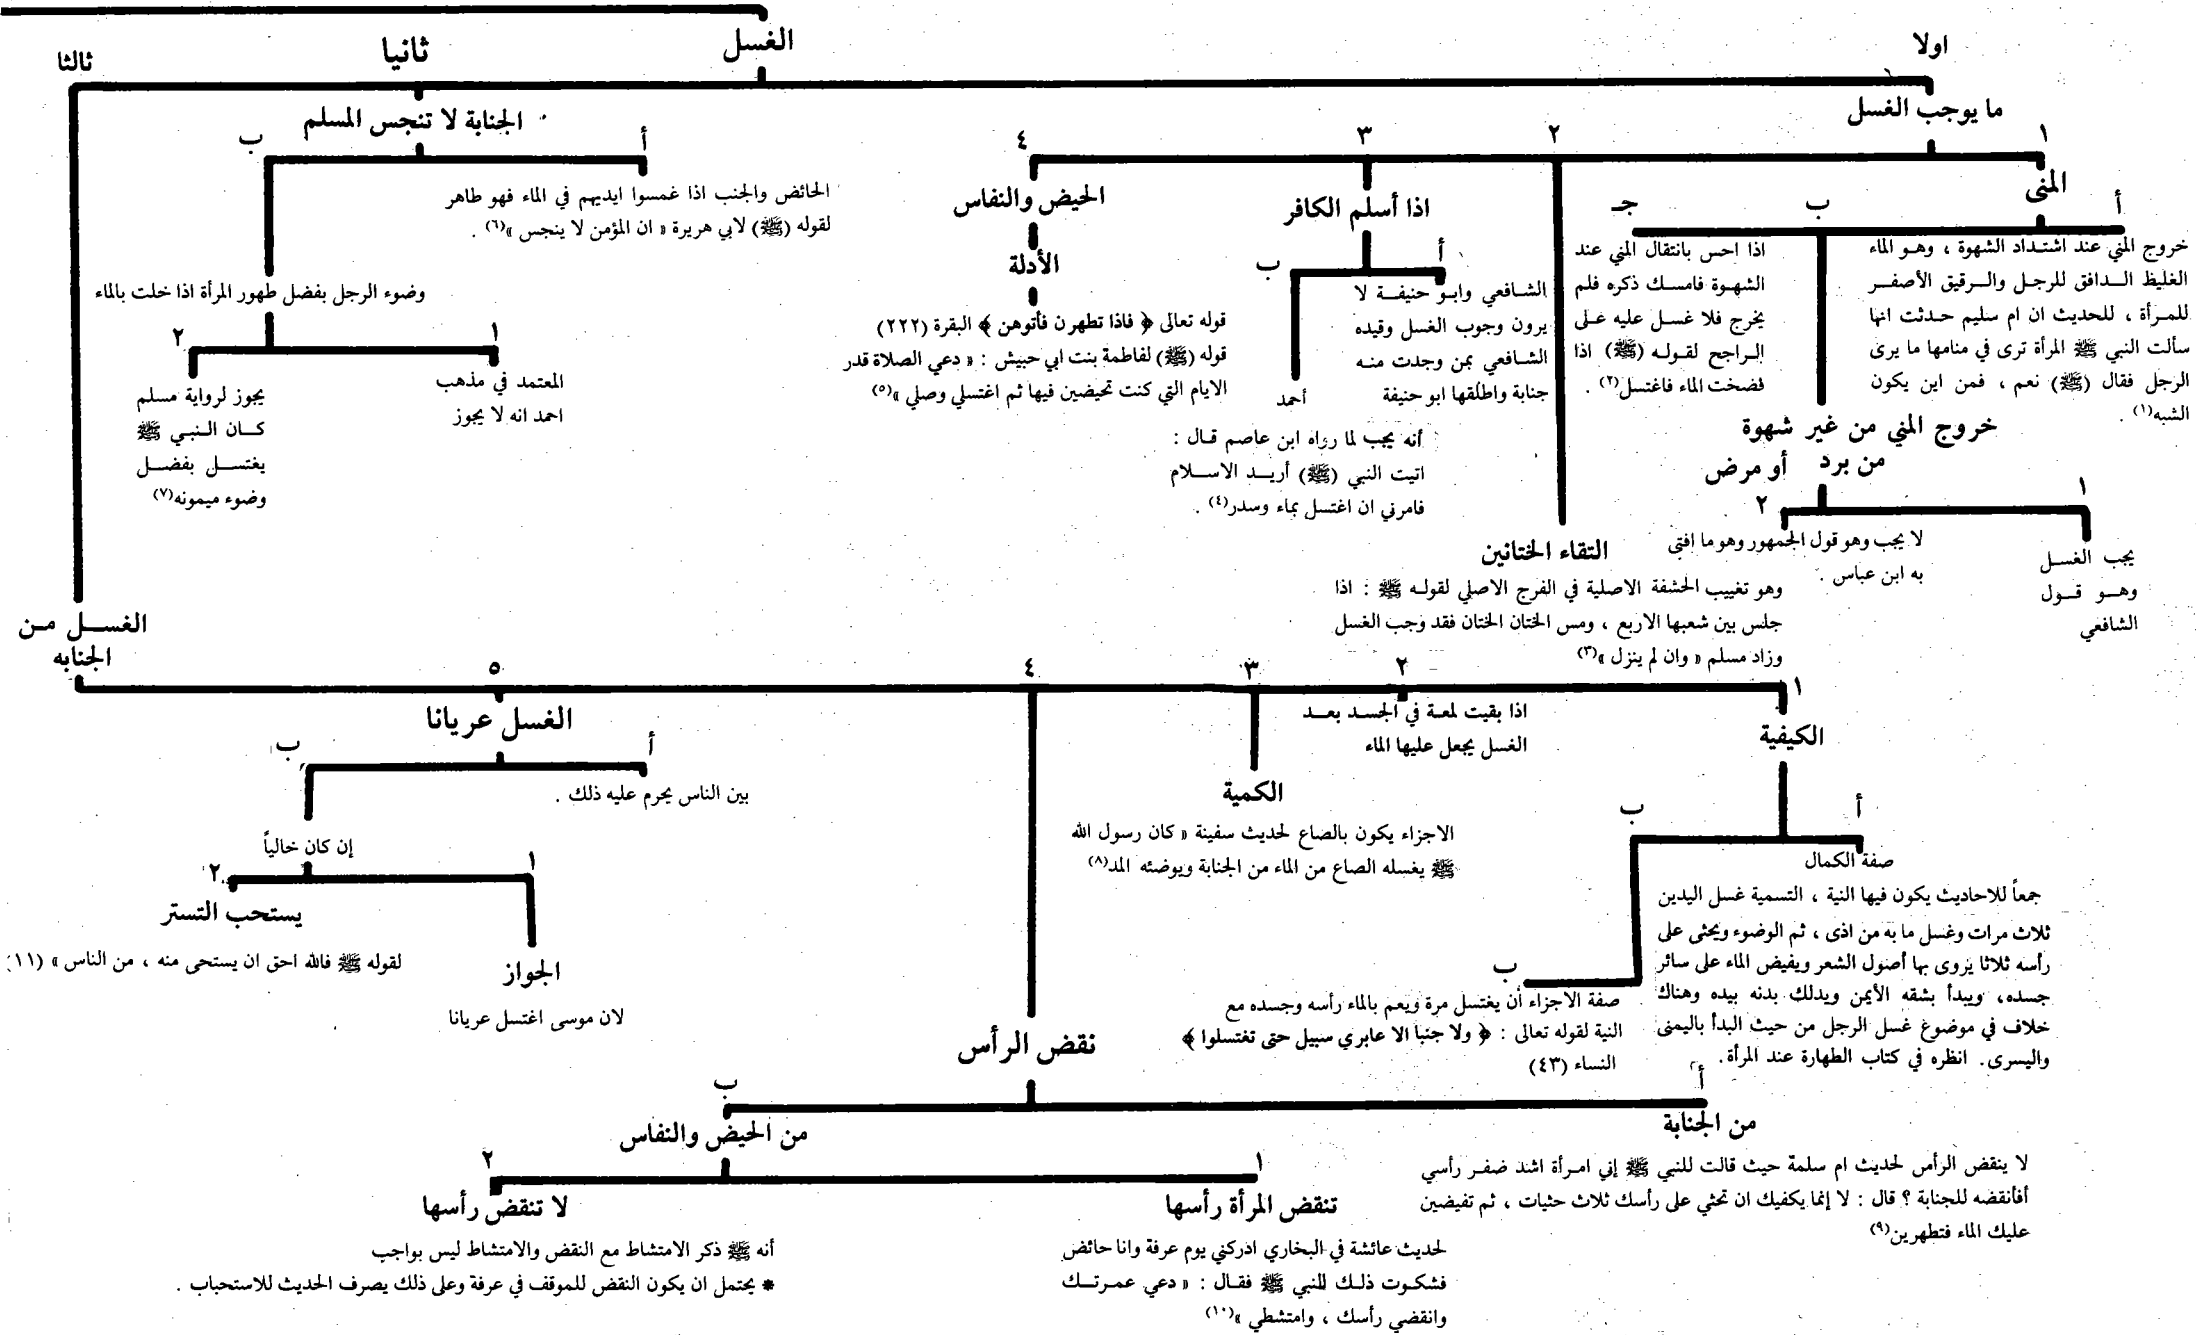 الغسل
اولا
ما يوجب الغسل
١
المنى
أ
خروج المني عند اشتداد الشهوة ، وهو الماء
الغليظ الدافق للرجل والرقيق الأصفر
للمرأة ، للحديث ان ام سليم حدثت انها
سألت النبي ﷺ المرأة ترى في منامها ما يرى
الرجل فقال (ﷺ) نعم ، فمن اين يكون
الشبه(١) .
ب
خروج المني من غير شهوة
من برد أو مرض
١
يجب الغسل
وهو قول
الشافعي
٢
لا يجب وهو قول الجمهور وهو ما افتى
به ابن عباس .
جـ
اذا احس بانتقال المني عند
الشهوة فامسك ذكره فلم
يخرج فلا غسل عليه على
الراجح لقوله (ﷺ) اذا
فضخت الماء فاغتسل(٢) .
٢
التقاء الختانين
وهو تغييب الحشفة الاصلية في الفرج الاصلي لقوله ﷺ : اذا
جلس بين شعبها الاربع ، ومس الختان الختان فقد وجب الغسل
وزاد مسلم « وان لم ينزل »(٣)
٣
اذا أسلم الكافر
أ
الشافعي وابو حنيفة لا
يرون وجوب الغسل وقيده
الشافعي بمن وجدت منه
جنابة واطلقها ابو حنيفة
ب
أحمد
أنه يجب لما رواه ابن عاصم قال :
اتيت النبي (ﷺ) أريد الاسلام
فامرني ان اغتسل بماء وسدر(٤) .
٤
الحيض والنفاس
الأدلة
قوله تعالى ﴿ فاذا تطهرن فأتوهن ﴾ البقرة (٢٢٢)
قوله (ﷺ) لفاطمة بنت ابي حبيش : « دعي الصلاة قدر
الايام التي كنت تحيضين فيها ثم اغتسلي وصلي »(٥)
ثانيا
الجنابة لا تنجس المسلم
أ
الحائض والجنب اذا غمسوا ايديهم في الماء فهو طاهر
لقوله (ﷺ) لابي هريرة « ان المؤمن لا ينجس »(٦) .
ب
وضوء الرجل بفضل طهور المرأة اذا خلت بالماء
١
المعتمد في مذهب
احمد انه لا يجوز
٢
يجوز لرواية مسلم
كان النبي ﷺ
يغتسل بفضل
وضوء ميمونه(٧)
ثالثا
الغسل من
الجنابه
١
الكيفية
أ
صفة الكمال
جمعاً للاحاديث يكون فيها النية ، التسمية غسل اليدين
ثلاث مرات وغسل ما به من اذى ، ثم الوضوء ويحثى على
رأسه ثلاثا يروى بها أصول الشعر ويفيض الماء على سائر
جسده، ويبدأ بشقه الأيمن ويدلك بدنه بيده وهناك
خلاف في موضوع غسل الرجل من حيث البدأ باليمنى
واليسرى. انظره في كتاب الطهارة عند المرأة.
ب
ب
صفة الاجزاء أن يغتسل مرة ويعم بالماء رأسه وجسده مع
النية لقوله تعالى : ﴿ ولا جنبا الا عابري سبيل حتى تغتسلوا ﴾
النساء (٤٣)
٢
اذا بقيت لمعة في الجسد بعد
الغسل يجعل عليها الماء
٣
الكمية
الاجزاء يكون بالصاع لحديث سفينة « كان رسول الله
ﷺ يغسله الصاع من الماء من الجنابة ويوضئه المد(٨)
٤
نقض الرأس
أ
من الجنابة
لا ينقض الرأس لحديث ام سلمة حيث قالت للنبي ﷺ إني امرأة اشد ضفر رأسي
أفأنقضه للجنابة ؟ قال : لا إنما يكفيك ان تحثي على رأسك ثلاث حثيات ، ثم تفيضين
عليك الماء فتطهرين(٩)
ب
من الحيض والنفاس
١
تنقض المرأة رأسها
لحديث عائشة في البخاري ادركني يوم عرفة وانا حائض
فشكوت ذلك للنبي ﷺ فقال : « دعي عمرتك
وانقضي رأسك ، وامتشطي »(١٠)
٢
لا تنقض رأسها
أنه ﷺ ذكر الامتشاط مع النقض والامتشاط ليس بواجب
* يحتمل ان يكون النقض للموقف في عرفة وعلى ذلك يصرف الحديث للاستحباب .
٥
الغسل عريانا
أ
بين الناس يحرم عليه ذلك .
ب
إن كان خالياً
١
الجواز
لان موسى اغتسل عريانا
٢
يستحب التستر
لقوله ﷺ فالله احق ان يستحى منه ، من الناس » (١١)